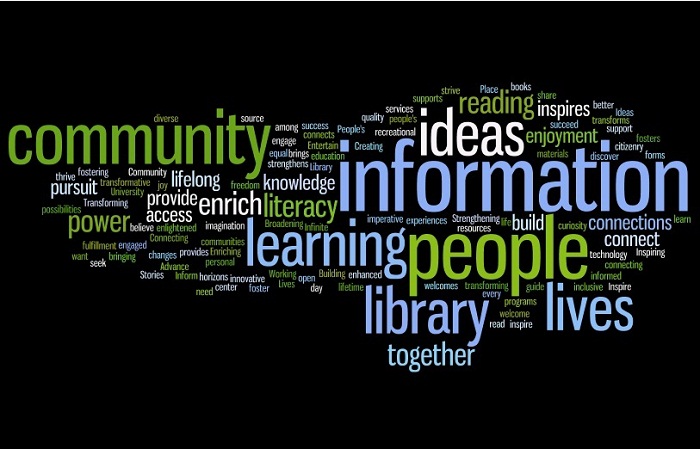 strive Place books
supports reading share
services inspires better
diverse source quality people's ideas Ideas
community among success recreational enjoyment succeed transforms support
engage connects People's Entertain Creating fosters
equal brings education materials citizenry
strengthens Library information discover forms
thrive fostering Community lifelong knowledge
pursuit transformative joy freedom
Transforming University provide enrich literacy
possibilities access imperative experiences Strengthening life build curiosity connections learn
power believe enlightened imagination Broadening Infinite resources
Connecting communities learning people connect
fulfillment engaged changes provides Enriching technology Inspiring
want bringing personal connecting
seek Advance informed
Stories Inform horizons innovative Working open Building enhanced welcomes transforming guide inclusive Inspire
need center foster Lives day lifetime library every programs lives
welcome
read inspire
together